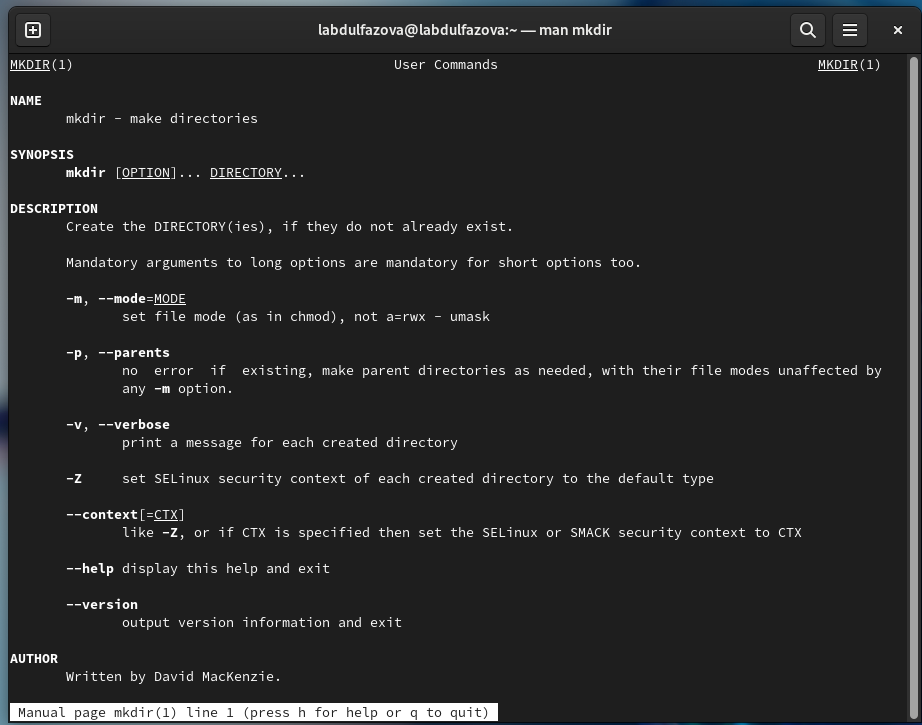 labdulfazova@labdulfazova:~ — man mkdir
MKDIR(1) User Commands MKDIR(1)
NAME
mkdir - make directories
SYNOPSIS
mkdir [OPTION]... DIRECTORY...
DESCRIPTION
Create the DIRECTORY(ies), if they do not already exist.
Mandatory arguments to long options are mandatory for short options too.
-m, --mode=MODE
set file mode (as in chmod), not a=rwx - umask
-p, --parents
no error if existing, make parent directories as needed, with their file modes unaffected by
any -m option.
-v, --verbose
print a message for each created directory
-Z set SELinux security context of each created directory to the default type
--context[=CTX]
like -Z, or if CTX is specified then set the SELinux or SMACK security context to CTX
--help display this help and exit
--version
output version information and exit
AUTHOR
Written by David MacKenzie.
Manual page mkdir(1) line 1 (press h for help or q to quit)